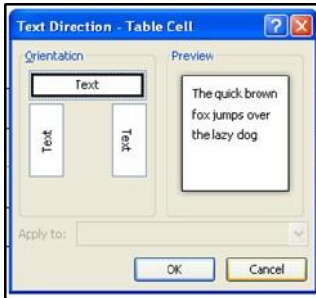 Text Direction - Table Cell
Orientation
Text
Text
Text
Preview
The quick brown
fox jumps over
the lazy dog
Apply to:
OK
Cancel